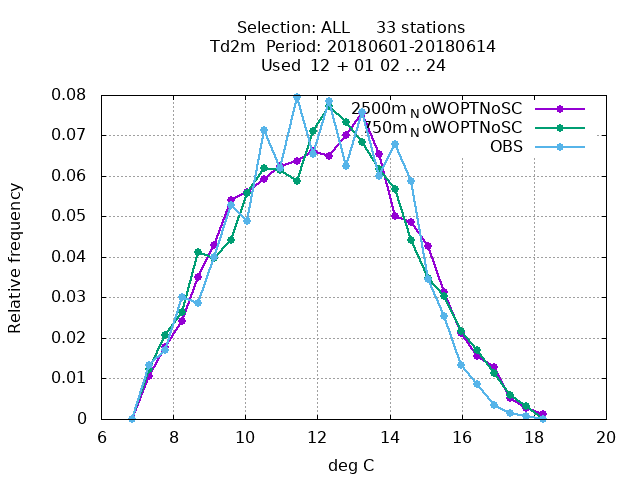 Selection: ALL 33 stations
Td2m Period: 20180601-20180614
Used 12 + 01 02 ... 24
2500m_NoWOPTNoSC
750m_NoWOPTNoSC
OBS
Relative frequency
0.08
0.07
0.06
0.05
0.04
0.03
0.02
0.01
0
6 8 10 12 14 16 18 20
deg C